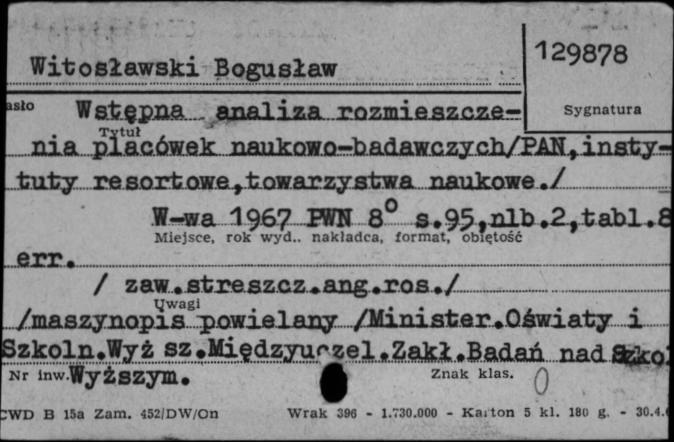 129878
Witosławski Bogusław
Sygnatura
asło Wstępna analiza rozmieszcze-
Tytuł
nia placówek naukowo-badawczych/PAN,insty-
tuty resortowe,towarzystwa naukowe./
W-wa 1967 PWN 8° s.95,nlb.2,tabl.8
Miejsce, rok wyd.. nakładca, format, objętość
err.
/ zaw.streszcz.ang.ros./
Uwagi
/maszynopis powielany /Minister.Oświaty i
Szkoln.Wyż sz.Międzyuczel.Zakł.Badań nad Szkol
Nr inw. Wyższym. Znak klas. 0
CWD B 15a Zam. 452/DW/On Wrak 396 - 1.730.000 - Karton 5 kl. 180 g. - 30.4.6